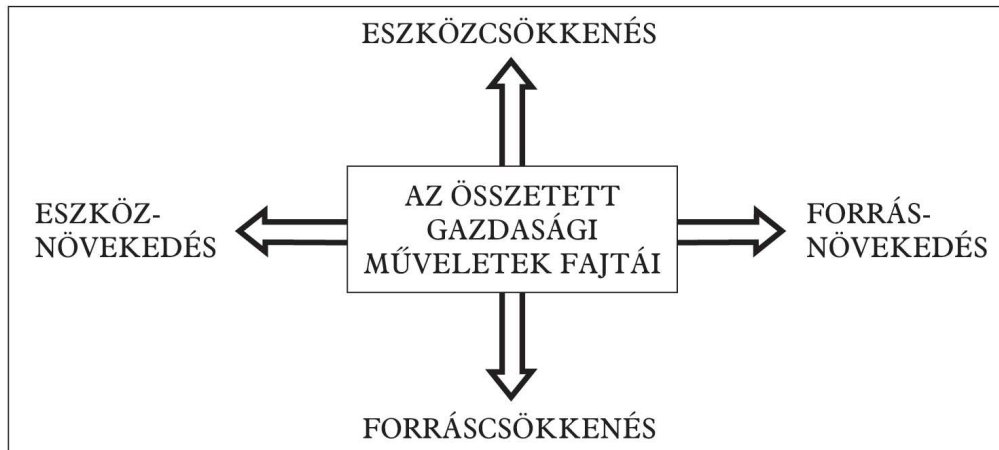 ESZKÖZCSÖKKENÉS
ESZKÖZ-
NÖVEKEDÉS
AZ ÖSSZETETT
GAZDASÁGI
MŰVELETEK FAJTÁI
FORRÁS-
NÖVEKEDÉS
FORRÁSCSÖKKENÉS